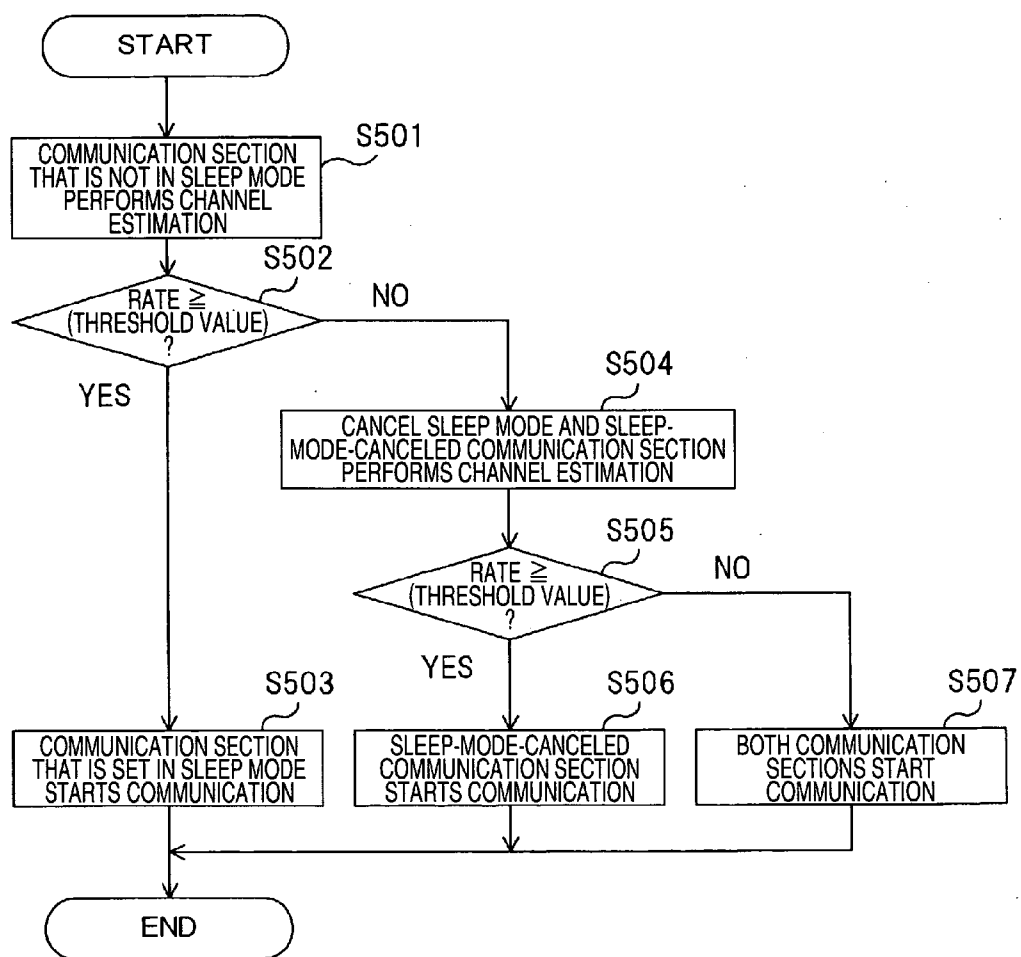 START
S501
COMMUNICATION SECTION
THAT IS NOT IN SLEEP MODE
PERFORMS CHANNEL
ESTIMATION
S502
RATE ≧
(THRESHOLD VALUE)
?
NO
YES
S504
CANCEL SLEEP MODE AND SLEEP-
MODE-CANCELED COMMUNICATION SECTION
PERFORMS CHANNEL ESTIMATION
S505
RATE ≧
(THRESHOLD VALUE)
?
NO
YES
S503
COMMUNICATION SECTION
THAT IS SET IN SLEEP MODE
STARTS COMMUNICATION
S506
SLEEP-MODE-CANCELED
COMMUNICATION SECTION
STARTS COMMUNICATION
S507
BOTH COMMUNICATION
SECTIONS START
COMMUNICATION
END